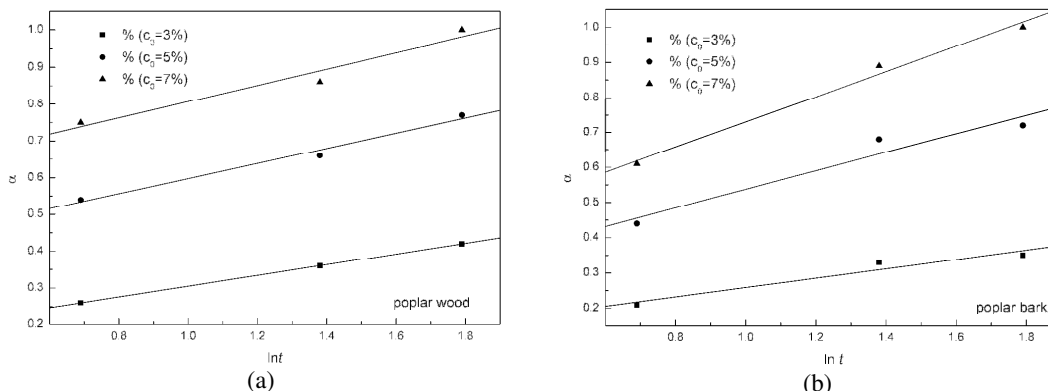 1.0
0.9
0.8
0.7
0.6
0.5
0.4
0.3
0.2
α
% (c₀=3%)
% (c₀=5%)
% (c₀=7%)
poplar wood
0.8 1.0 1.2 1.4 1.6 1.8
lnt
(a)
1.0
0.9
0.8
0.7
0.6
0.5
0.4
0.3
0.2
α
% (c₀=3%)
% (c₀=5%)
% (c₀=7%)
poplar bark
0.8 1.0 1.2 1.4 1.6 1.8
ln t
(b)